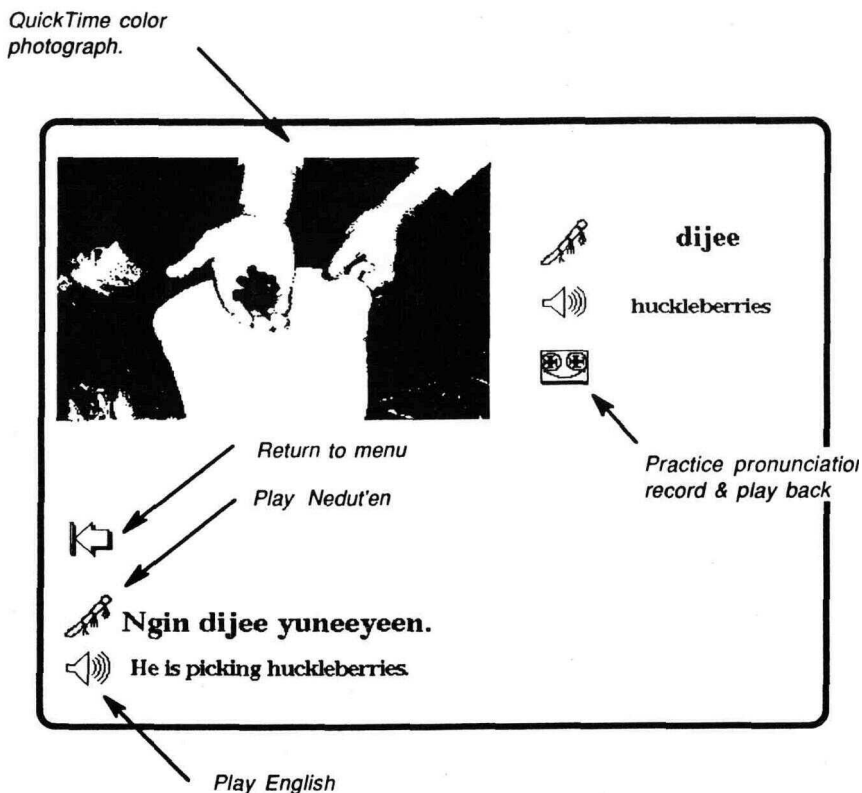 QuickTime color
photograph.
dijee
huckleberries
Return to menu
Practice pronunciation
record & play back
Play Nedut'en
Ngin dijee yuneeyeen.
He is picking huckleberries.
Play English